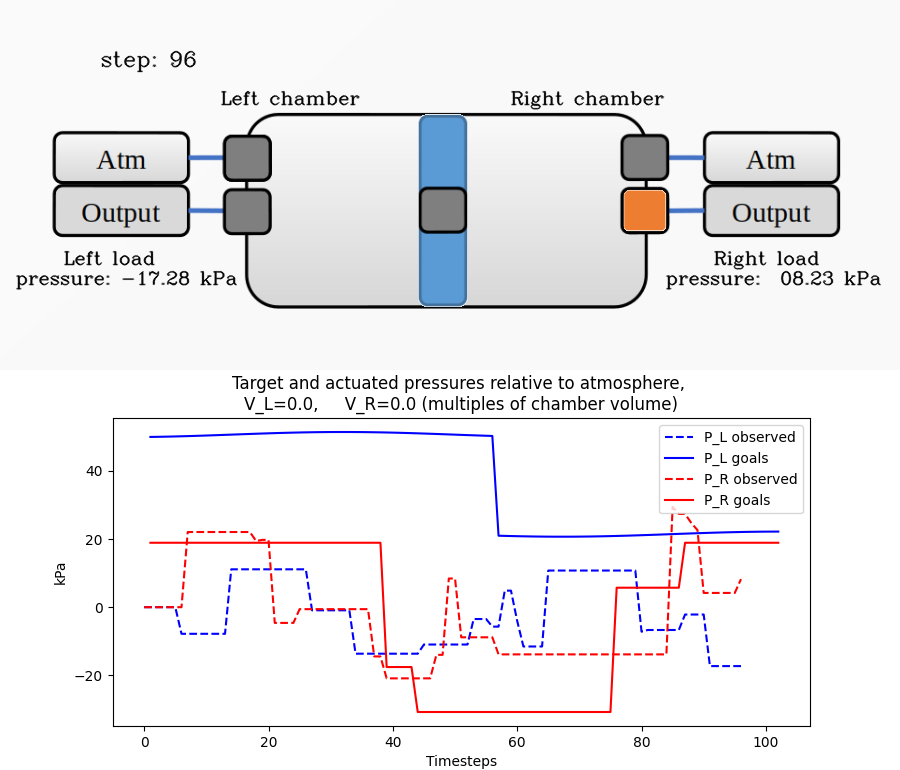 step: 96
Left chamber
Right chamber
Atm
Output
Atm
Output
Left load
pressure: -17.28 kPa
Right load
pressure: 08.23 kPa
Target and actuated pressures relative to atmosphere,
V_L=0.0, V_R=0.0 (multiples of chamber volume)
P_L observed
P_L goals
P_R observed
P_R goals
kPa
40
20
0
−20
0 20 40 60 80 100
Timesteps